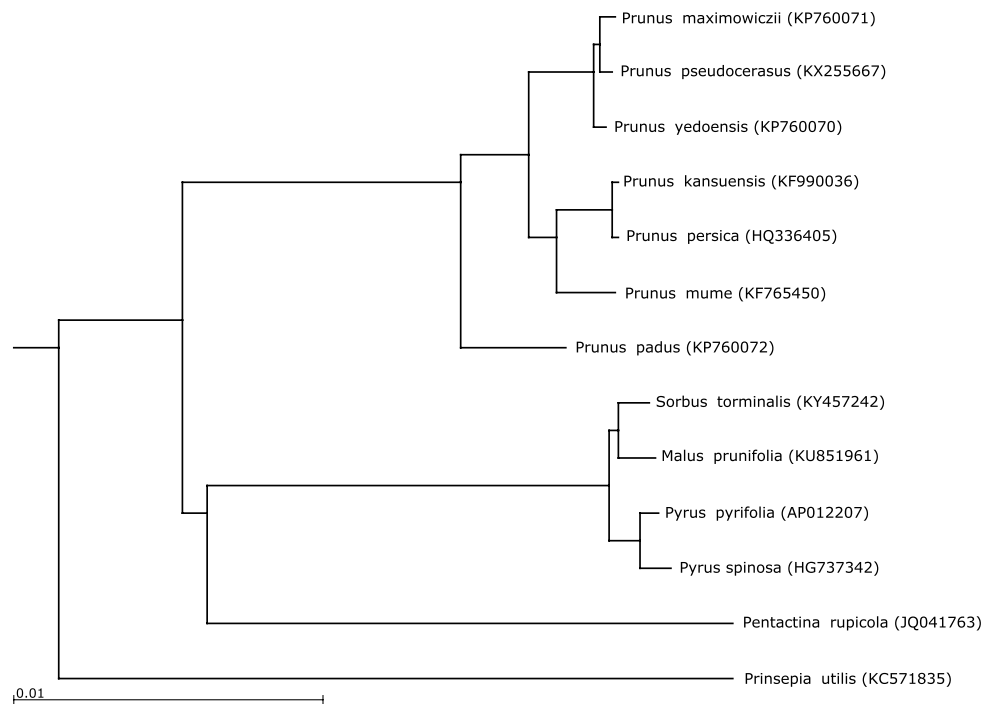 Prunus maximowiczii (KP760071)
Prunus pseudocerasus (KX255667)
Prunus yedoensis (KP760070)
Prunus kansuensis (KF990036)
Prunus persica (HQ336405)
Prunus mume (KF765450)
Prunus padus (KP760072)
Sorbus torminalis (KY457242)
Malus prunifolia (KU851961)
Pyrus pyrifolia (AP012207)
Pyrus spinosa (HG737342)
Pentactina rupicola (JQ041763)
Prinsepia utilis (KC571835)
0.01